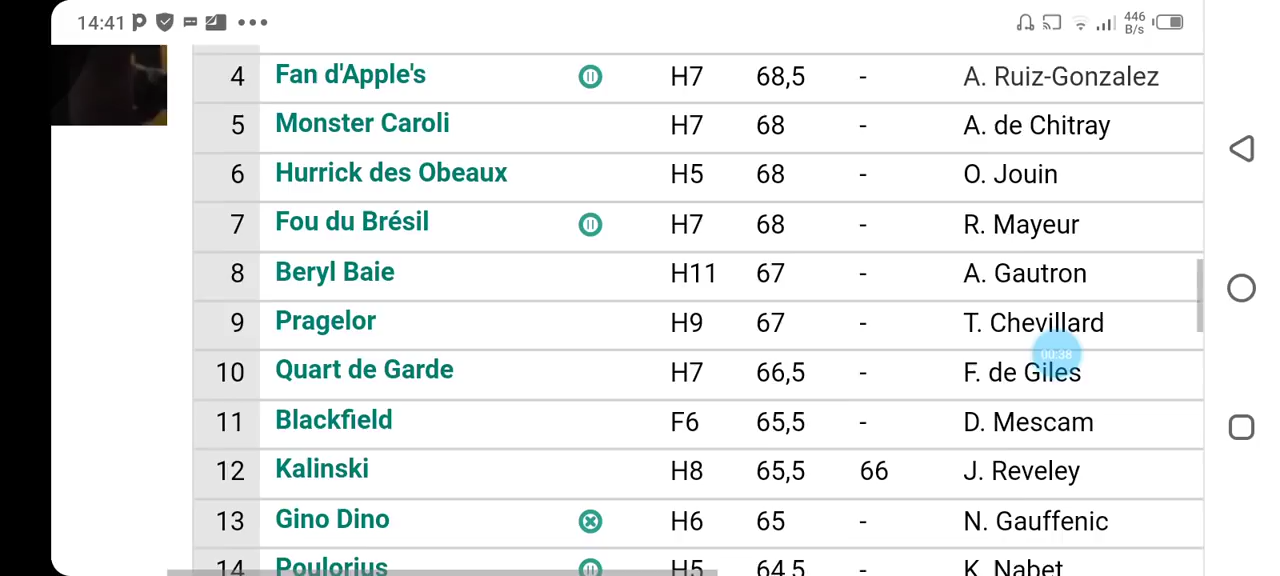 14:41 446 B/s
4 Fan d'Apple's H7 68,5 - A. Ruiz-Gonzalez
5 Monster Caroli H7 68 - A. de Chitray
6 Hurrick des Obeaux H5 68 - O. Jouin
7 Fou du Brésil H7 68 - R. Mayeur
8 Beryl Baie H11 67 - A. Gautron
9 Pragelor H9 67 - T. Chevillard
00:38
10 Quart de Garde H7 66,5 - F. de Giles
11 Blackfield F6 65,5 - D. Mescam
12 Kalinski H8 65,5 66 J. Reveley
13 Gino Dino H6 65 - N. Gauffenic
14 Poulorius H5 64,5 - K. Nabet